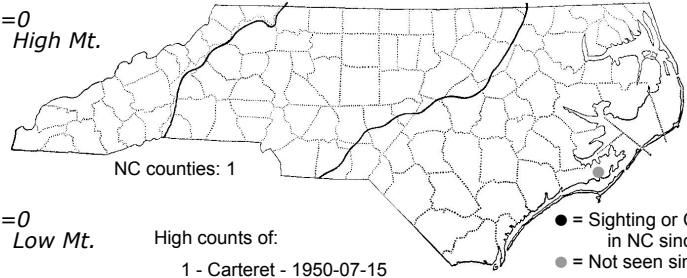 =0
High Mt.
NC counties: 1
=0
Low Mt.
High counts of:
1 - Carteret - 1950-07-15
● = Sighting or
in NC sinc
● = Not seen sin